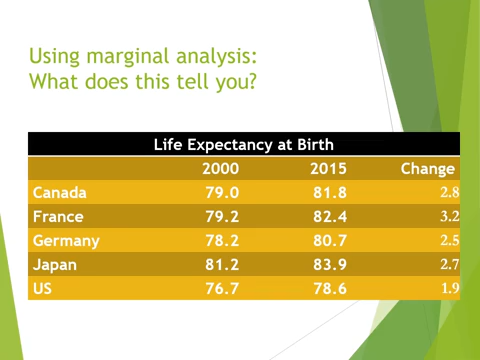 Using marginal analysis:
What does this tell you?
Life Expectancy at Birth
2000 2015 Change
Canada 79.0 81.8 2.8
France 79.2 82.4 3.2
Germany 78.2 80.7 2.5
Japan 81.2 83.9 2.7
US 76.7 78.6 1.9